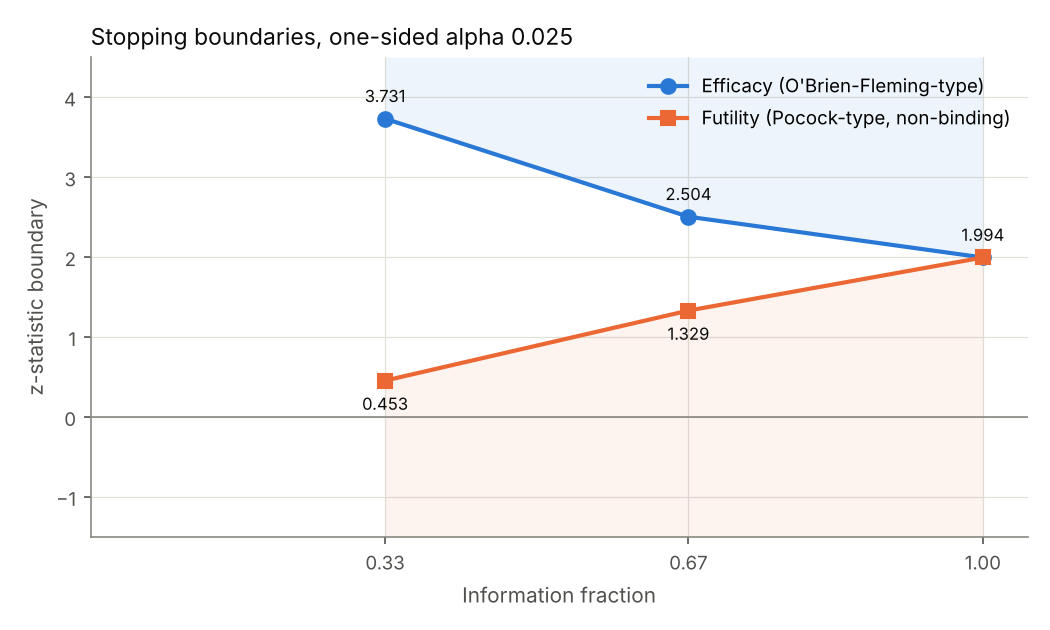 Stopping boundaries, one-sided alpha 0.025
Efficacy (O'Brien-Fleming-type)
Futility (Pocock-type, non-binding)
z-statistic boundary
4
3
2
1
0
−1
3.731
2.504
1.994
1.329
0.453
0.33
0.67
1.00
Information fraction